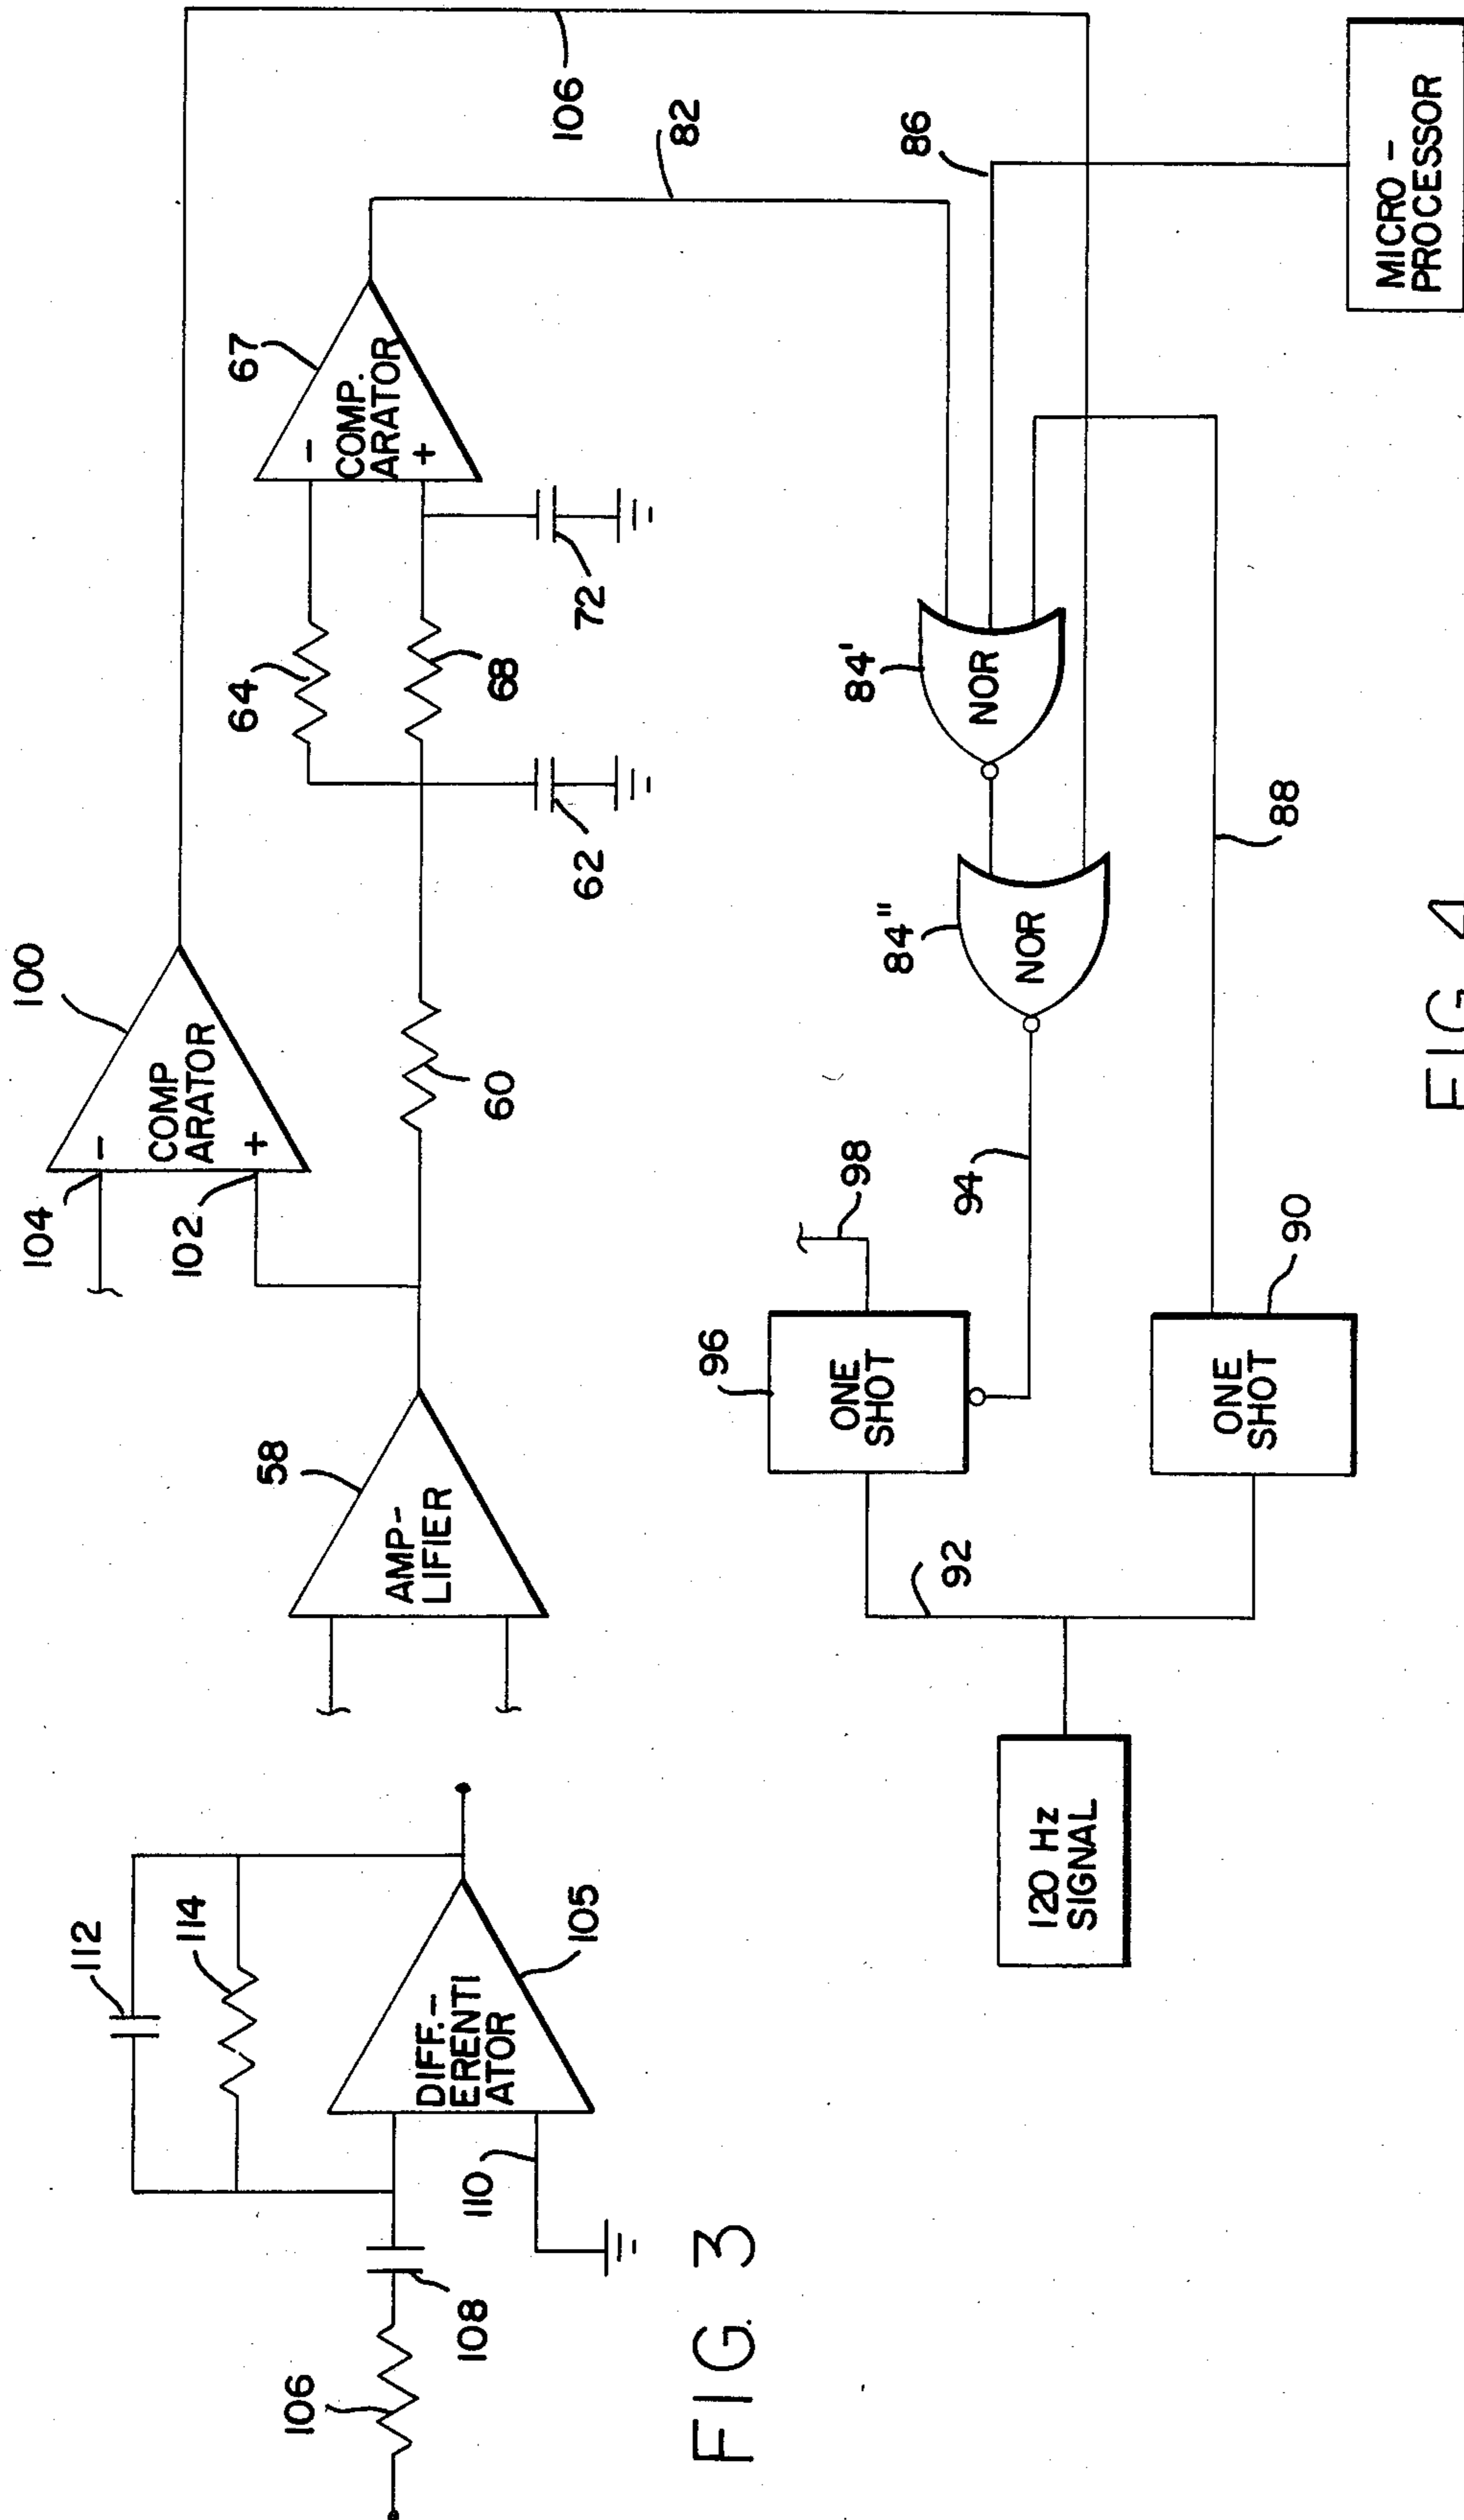 112
114
106
108
110
DIFF.-
ERENTI
ATOR
105
FIG. 3
104
102
100
COMP
ARATOR
-
+
58
AMP-
LIFIER
60
62
64
68
72
67
-
COMP.
ARATOR
+
106
82
86
84'
NOR
84"
NOR
94
96
ONE
SHOT
98
92
120 Hz
SIGNAL
ONE
SHOT
90
88
MICRO-
PROCESSOR
FIG. 4